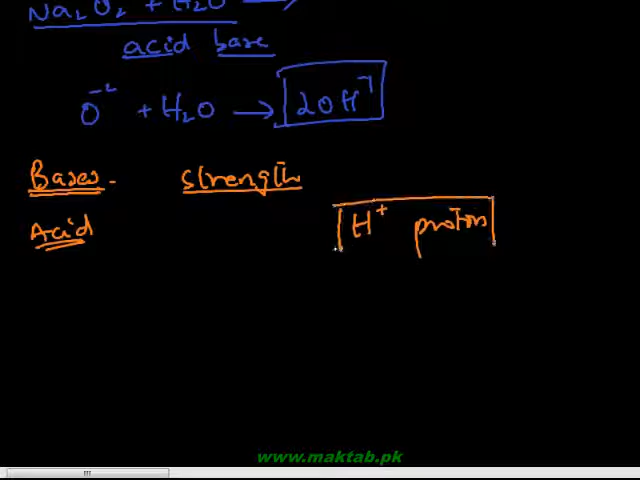 Na₂O₂ + H₂O →
acid base
O⁻² + H₂O → 2OH⁻
Bases - strength
Acid H⁺ proton
www.maktab.pk